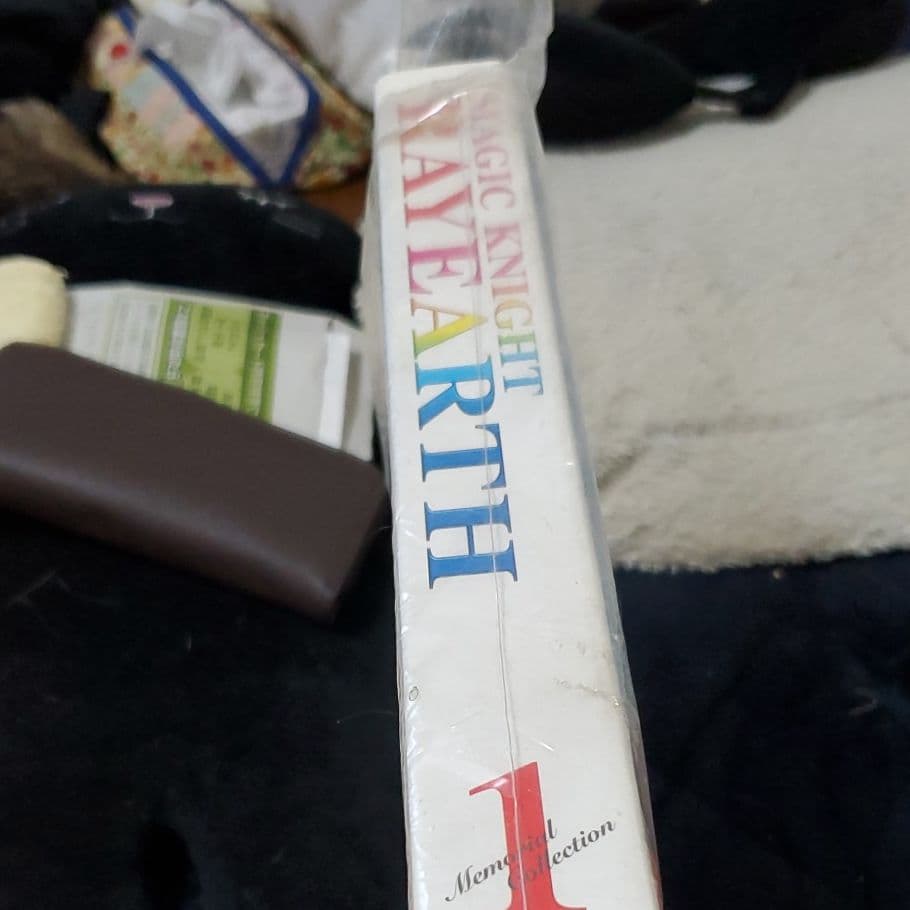 MAGIC KNIGHT
RAYEARTH
1
Memorial
Collection